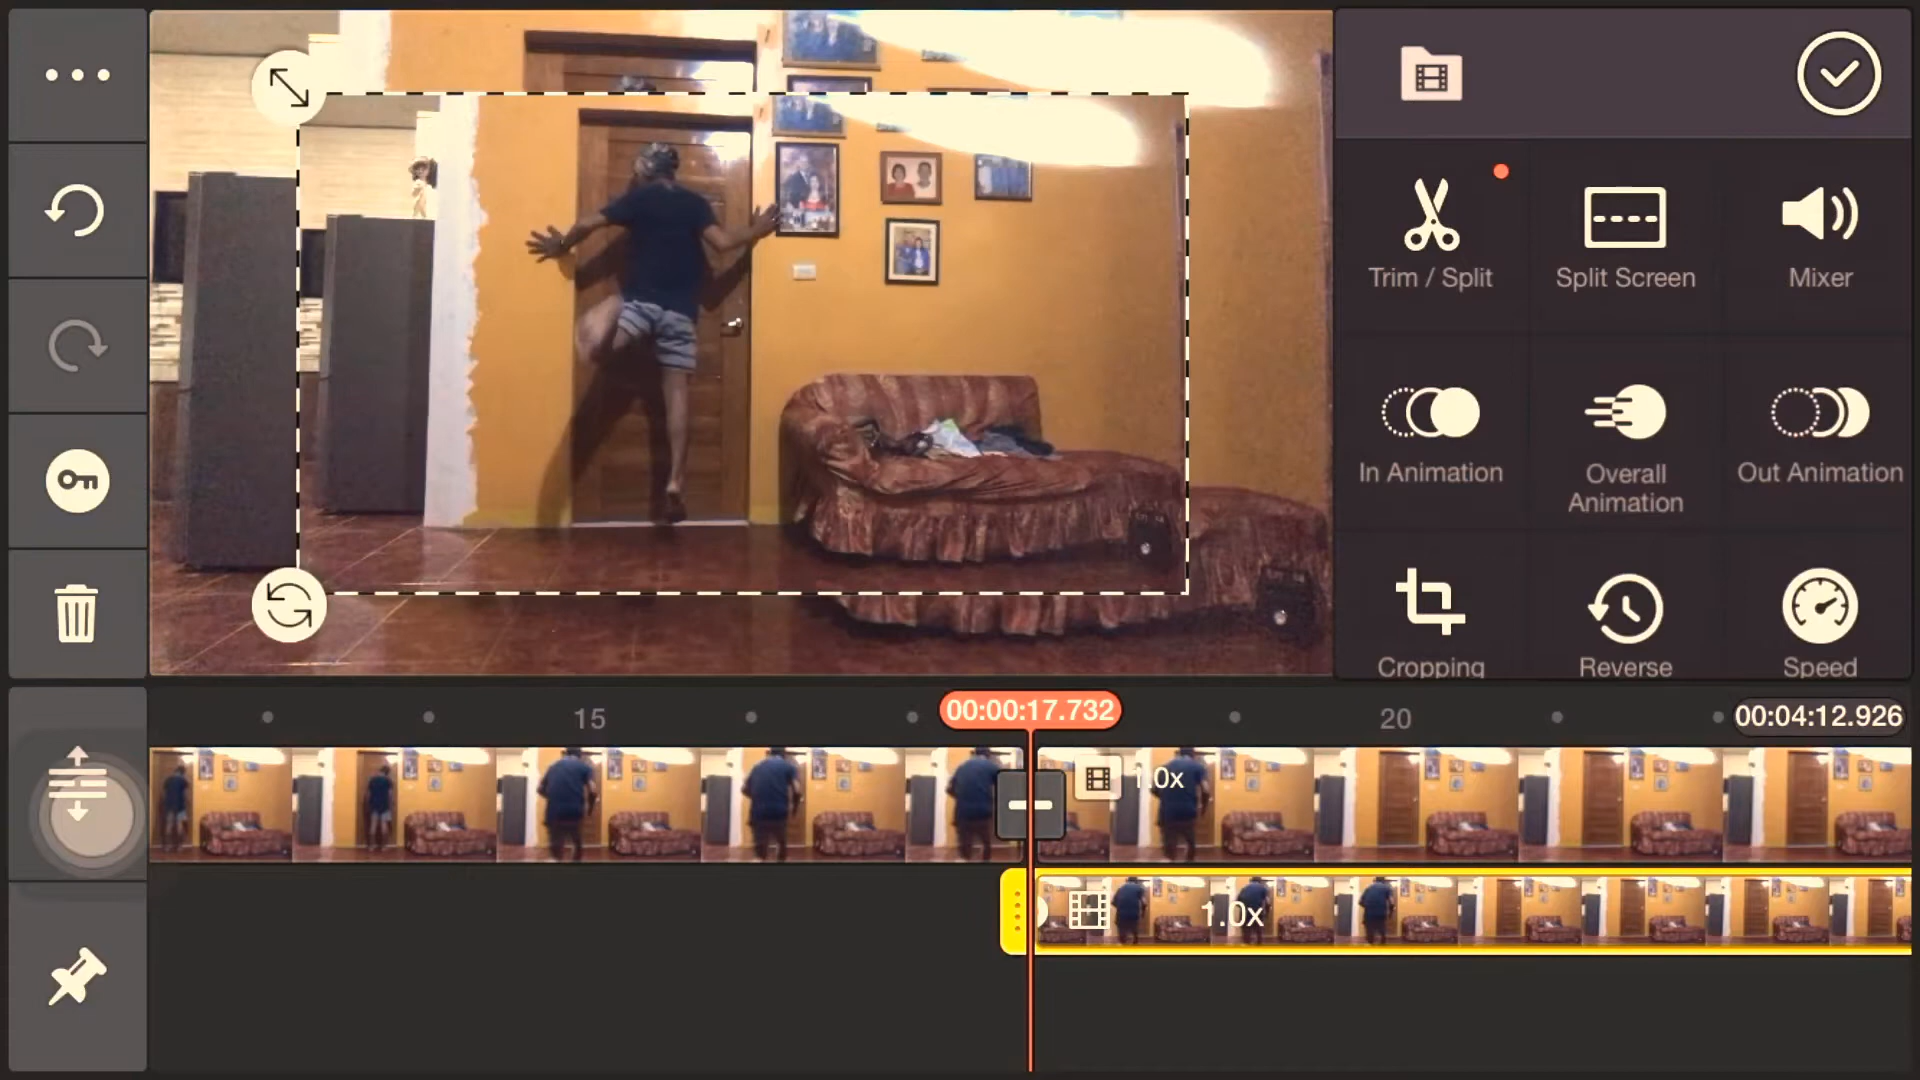 Trim / Split
Split Screen
Mixer
In Animation
Overall
Animation
Out Animation
Cropping
Reverse
Speed
15
00:00:17.732
20
00:04:12.926
1.0x
1.0x